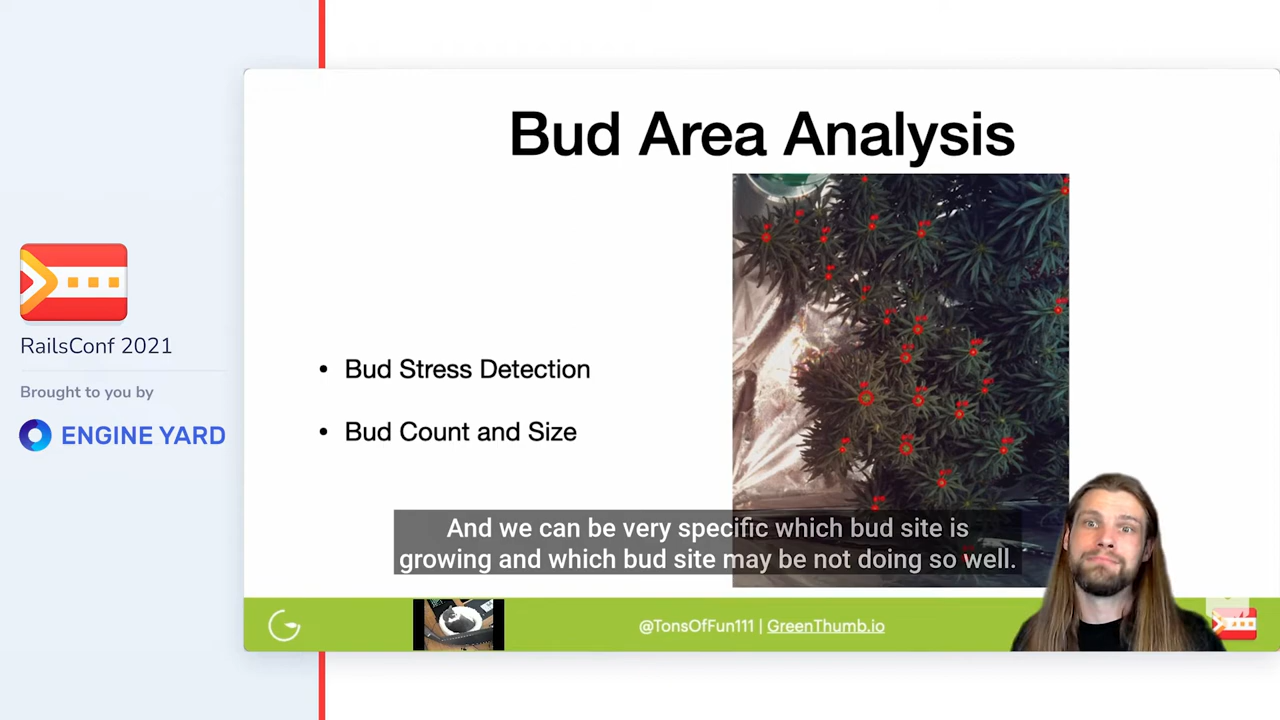 Bud Area Analysis
RailsConf 2021
Brought to you by
ENGINE YARD
• Bud Stress Detection
• Bud Count and Size
And we can be very specific which bud site is
growing and which bud site may be not doing so well.
@TonsOfFun111 | GreenThumb.io